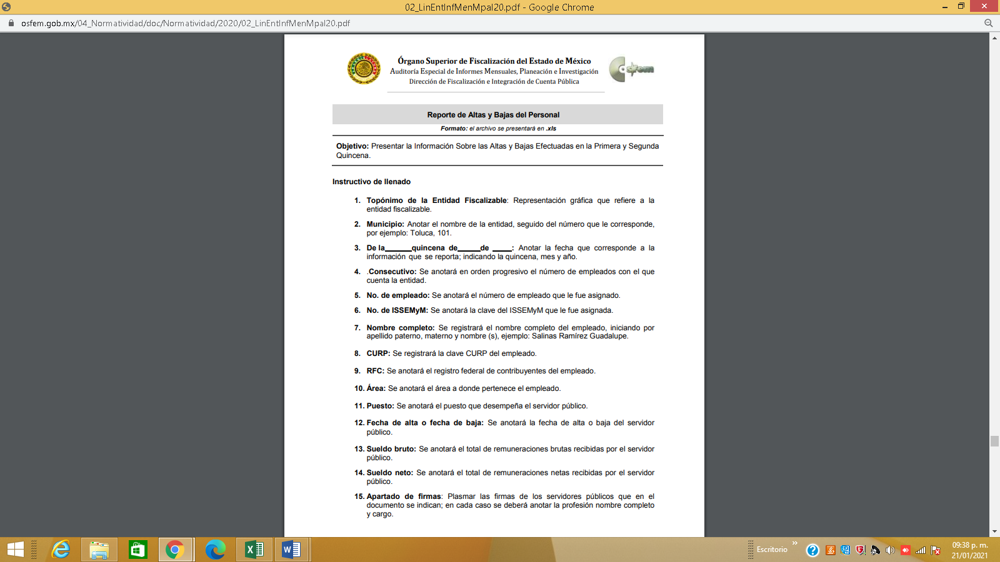 02_LinEntInfMenMpal20.pdf - Google Chrome
osfem.gob.mx/04_Normatividad/doc/Normatividad/2020/02_LinEntInfMenMpal20.pdf
Órgano Superior de Fiscalización del Estado de México
Auditoría Especial de Informes Mensuales, Planeación e Investigación
Dirección de Fiscalización e Integración de Cuenta Pública
osfem
Reporte de Altas y Bajas del Personal
Formato: el archivo se presentará en .xls
Objetivo: Presentar la Información Sobre las Altas y Bajas Efectuadas en la Primera y Segunda
Quincena.
Instructivo de llenado
1. Topónimo de la Entidad Fiscalizable: Representación gráfica que refiere a la
entidad fiscalizable.
2. Municipio: Anotar el nombre de la entidad, seguido del número que le corresponde,
por ejemplo: Toluca, 101.
3. De la______quincena de_____de ____: Anotar la fecha que corresponde a la
información que se reporta; indicando la quincena, mes y año.
4. .Consecutivo: Se anotará en orden progresivo el número de empleados con el que
cuenta la entidad.
5. No. de empleado: Se anotará el número de empleado que le fue asignado.
6. No. de ISSEMyM: Se anotará la clave del ISSEMyM que le fue asignada.
7. Nombre completo: Se registrará el nombre completo del empleado, iniciando por
apellido paterno, materno y nombre (s), ejemplo: Salinas Ramírez Guadalupe.
8. CURP: Se registrará la clave CURP del empleado.
9. RFC: Se anotará el registro federal de contribuyentes del empleado.
10. Área: Se anotará el área a donde pertenece el empleado.
11. Puesto: Se anotará el puesto que desempeña el servidor público.
12. Fecha de alta o fecha de baja: Se anotará la fecha de alta o baja del servidor
público.
13. Sueldo bruto: Se anotará el total de remuneraciones brutas recibidas por el servidor
público.
14. Sueldo neto: Se anotará el total de remuneraciones netas recibidas por el servidor
público.
15. Apartado de firmas: Plasmar las firmas de los servidores públicos que en el
documento se indican; en cada caso se deberá anotar la profesión nombre completo
y cargo.
Escritorio
09:38 p. m.
21/01/2021